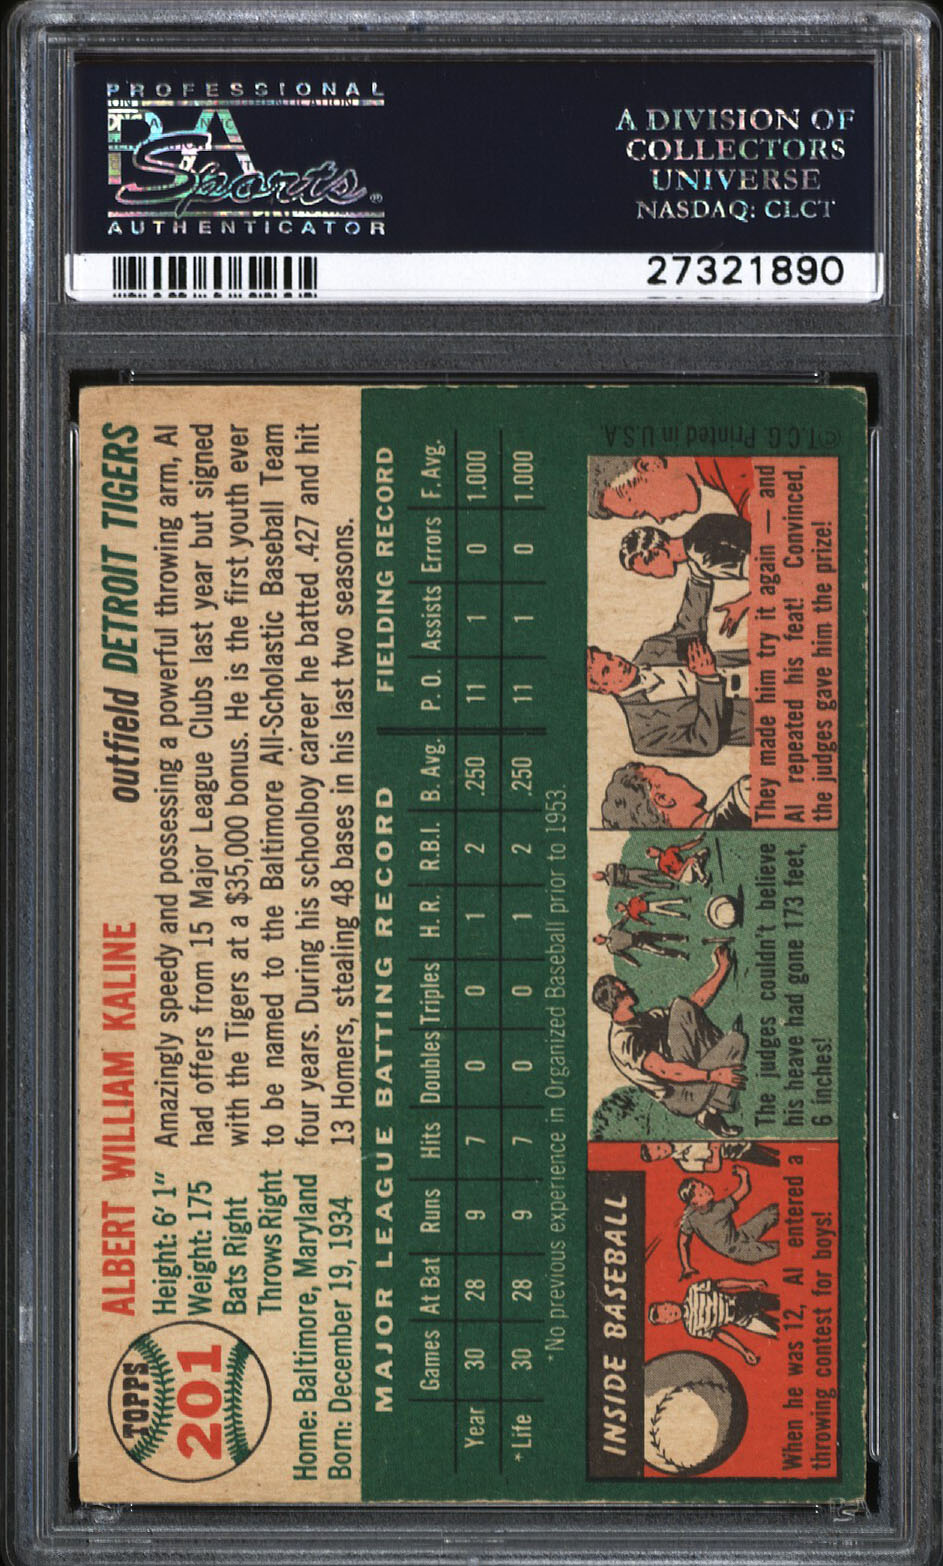 PROFESSIONAL
PSA
Sports®
AUTHENTICATOR
A DIVISION OF
COLLECTORS
UNIVERSE
NASDAQ: CLCT
27321890
TOPPS
201
ALBERT WILLIAM KALINE
outfield DETROIT TIGERS
Height: 6' 1"
Weight: 175
Bats Right
Throws Right
Home: Baltimore, Maryland
Born: December 19, 1934
Amazingly speedy and possessing a powerful throwing arm, Al
had offers from 15 Major League Clubs last year but signed
with the Tigers at a $35,000 bonus. He is the first youth ever
to be named to the Baltimore All-Scholastic Baseball Team
four years. During his schoolboy career he batted .427 and hit
13 Homers, stealing 48 bases in his last two seasons.
MAJOR LEAGUE BATTING RECORD FIELDING RECORD
Games At Bat Runs Hits Doubles Triples H.R. R.B.I. B. Avg. P.O. Assists Errors F. Avg.
Year 30 28 9 7 0 0 1 2 .250 11 1 0 1.000
*Life 30 28 9 7 0 0 1 2 .250 11 1 0 1.000
*No previous experience in Organized Baseball prior to 1953.
INSIDE BASEBALL
When he was 12, Al entered a
throwing contest for boys!
The judges couldn't believe
his heave had gone 173 feet,
6 inches!
They made him try it again — and
Al repeated his feat! Convinced,
the judges gave him the prize!
©T.C.G. Printed in U.S.A.